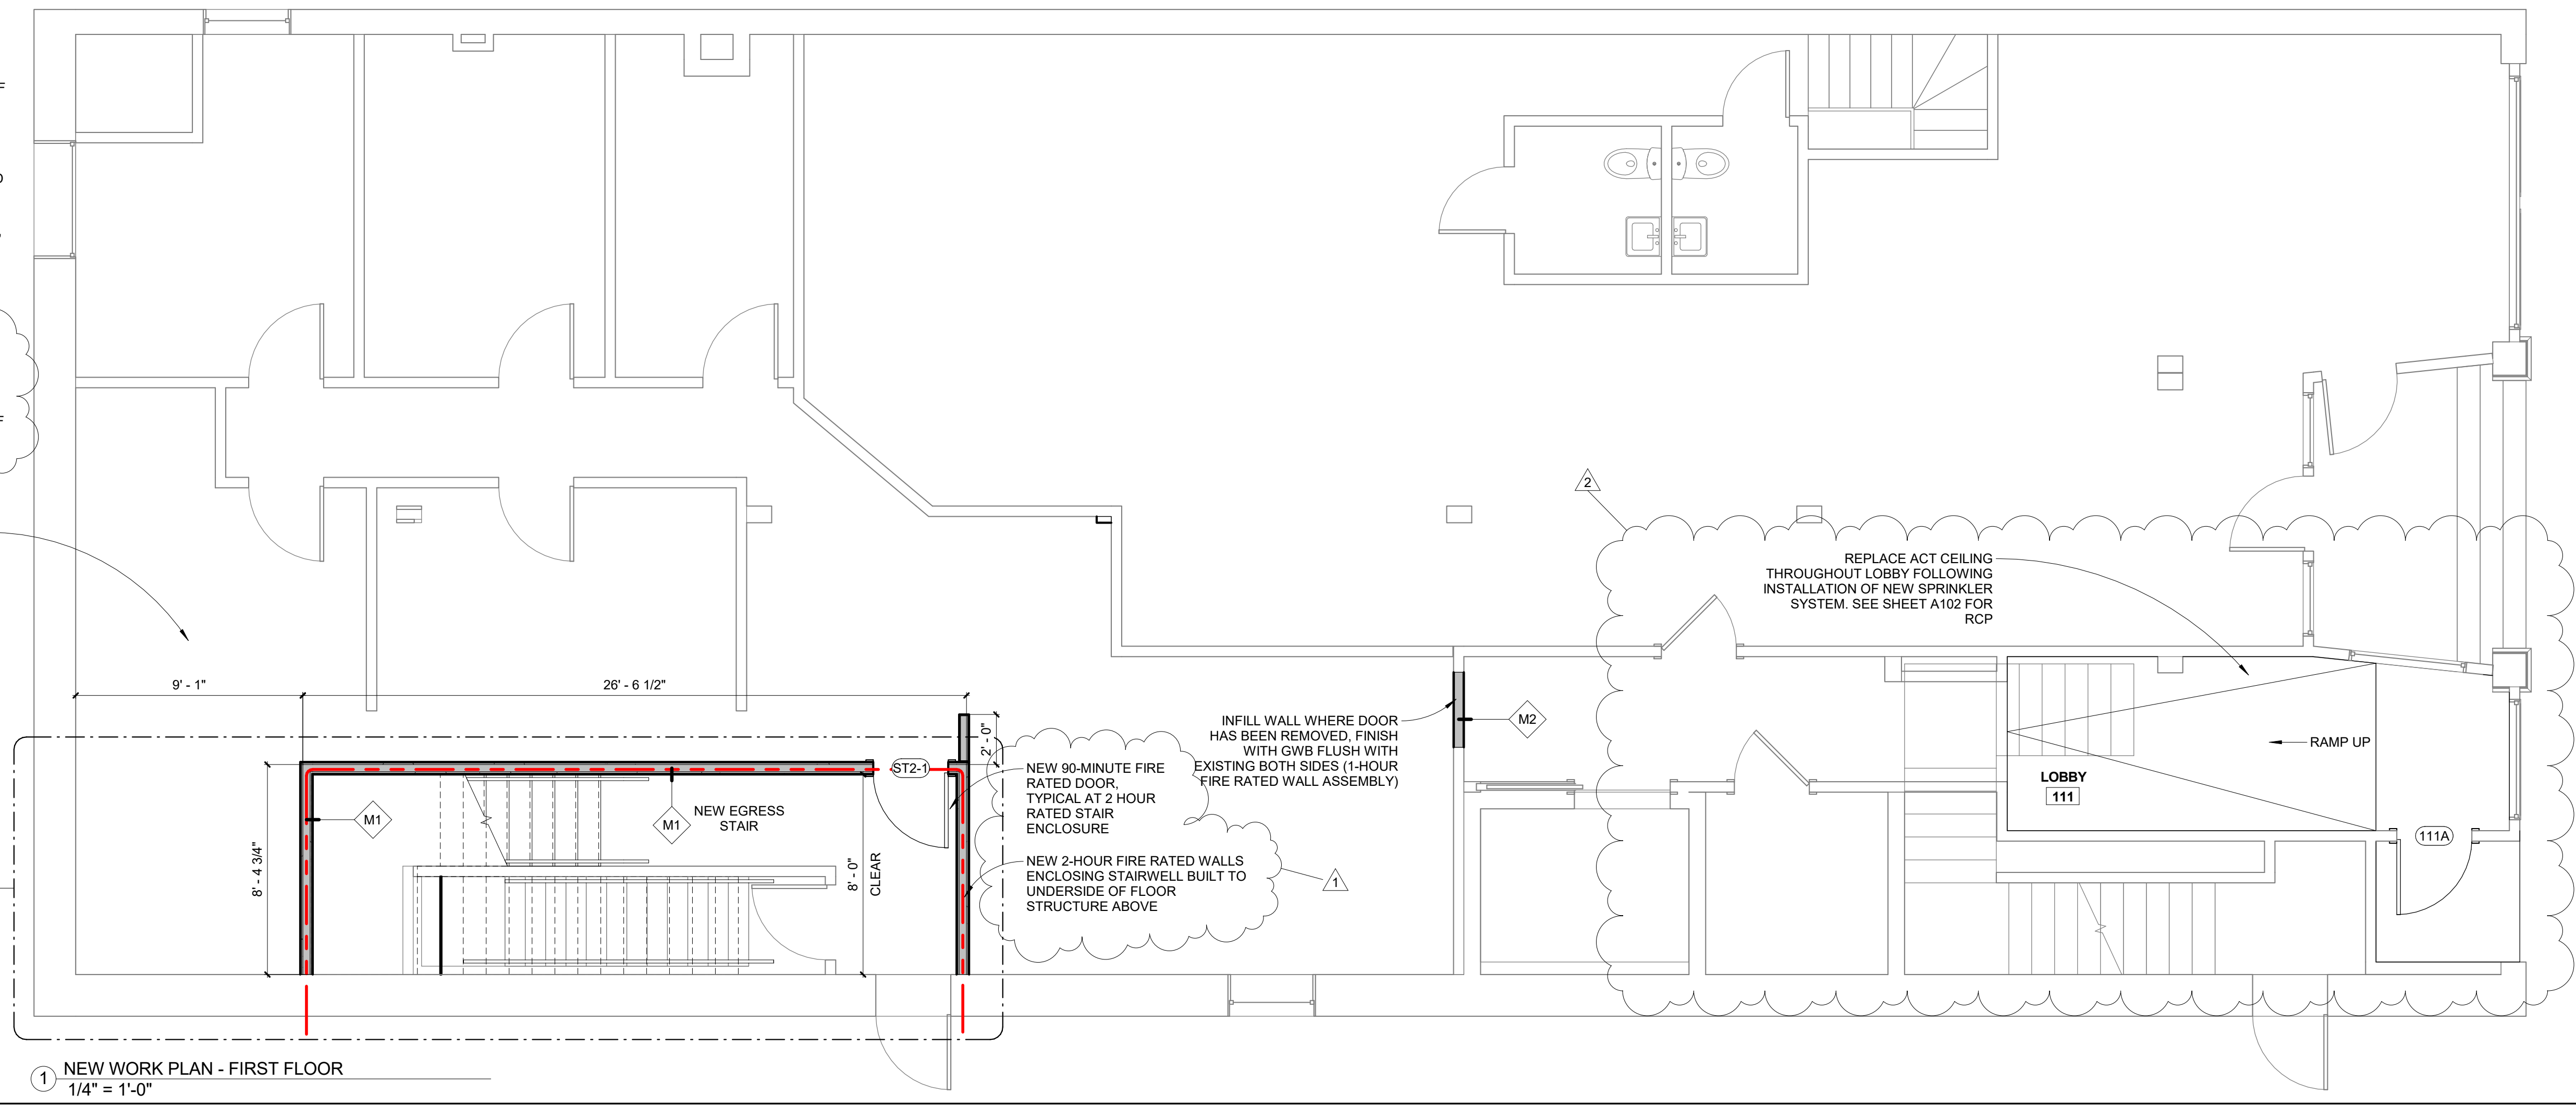 F
F
2
REPLACE ACT CEILING
THROUGHOUT LOBBY FOLLOWING
INSTALLATION OF NEW SPRINKLER
SYSTEM. SEE SHEET A102 FOR
RCP
9' - 1"
26' - 6 1/2"
2' - 0"
INFILL WALL WHERE DOOR
HAS BEEN REMOVED, FINISH
WITH GWB FLUSH WITH
EXISTING BOTH SIDES (1-HOUR
FIRE RATED WALL ASSEMBLY)
M2
RAMP UP
LOBBY
111
111A
ST2-1
NEW 90-MINUTE FIRE
RATED DOOR,
TYPICAL AT 2 HOUR
RATED STAIR
ENCLOSURE
M1
M1
NEW EGRESS
STAIR
8' - 4 3/4"
8' - 0"
CLEAR
NEW 2-HOUR FIRE RATED WALLS
ENCLOSING STAIRWELL BUILT TO
UNDERSIDE OF FLOOR
STRUCTURE ABOVE
1
1
NEW WORK PLAN - FIRST FLOOR
1/4" = 1'-0"